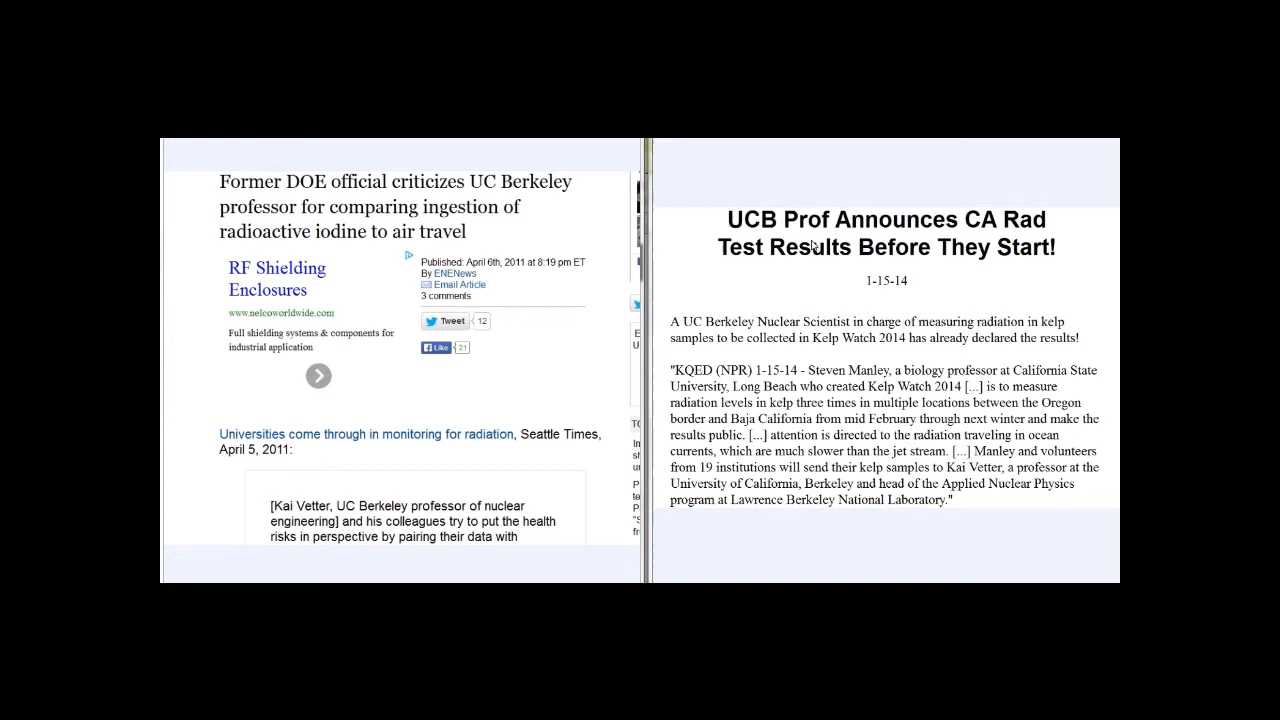 Former DOE official criticizes UC Berkeley
professor for comparing ingestion of
radioactive iodine to air travel
RF Shielding
Enclosures
www.nelcoworldwide.com
Full shielding systems & components for
industrial application
Published: April 6th, 2011 at 8:19 pm ET
By ENENews
Email Article
3 comments
Tweet 12
Like 21
Universities come through in monitoring for radiation, Seattle Times,
April 5, 2011:
[Kai Vetter, UC Berkeley professor of nuclear
engineering] and his colleagues try to put the health
risks in perspective by pairing their data with
UCB Prof Announces CA Rad
Test Results Before They Start!
1-15-14
A UC Berkeley Nuclear Scientist in charge of measuring radiation in kelp
samples to be collected in Kelp Watch 2014 has already declared the results!
"KQED (NPR) 1-15-14 - Steven Manley, a biology professor at California State
University, Long Beach who created Kelp Watch 2014 [...] is to measure
radiation levels in kelp three times in multiple locations between the Oregon
border and Baja California from mid February through next winter and make the
results public. [...] attention is directed to the radiation traveling in ocean
currents, which are much slower than the jet stream. [...] Manley and volunteers
from 19 institutions will send their kelp samples to Kai Vetter, a professor at the
University of California, Berkeley and head of the Applied Nuclear Physics
program at Lawrence Berkeley National Laboratory."